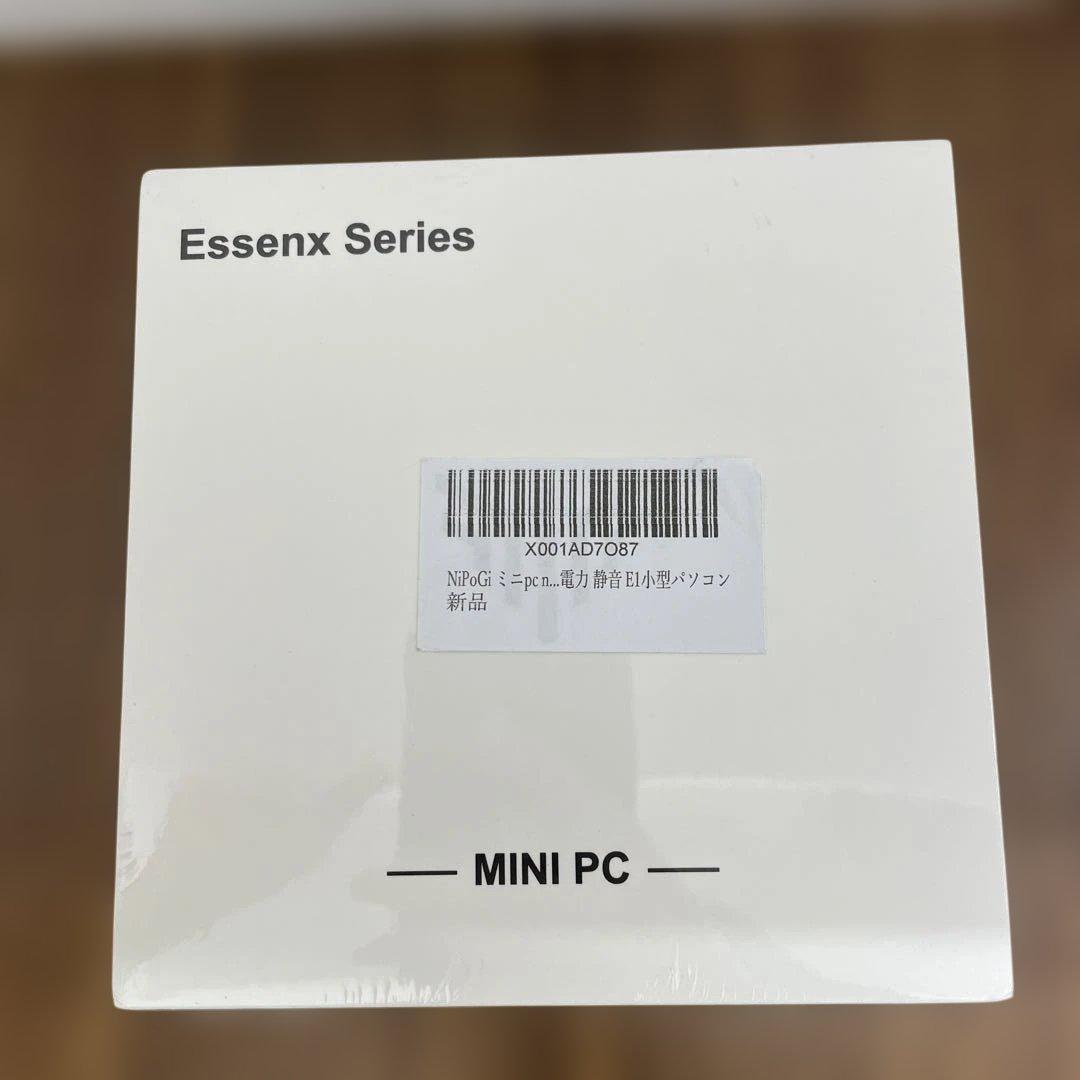 Essenx Series
X001AD7O87
NiPoGi ミニpc n...電力 静音 E1小型パソコン
新品
MINI PC